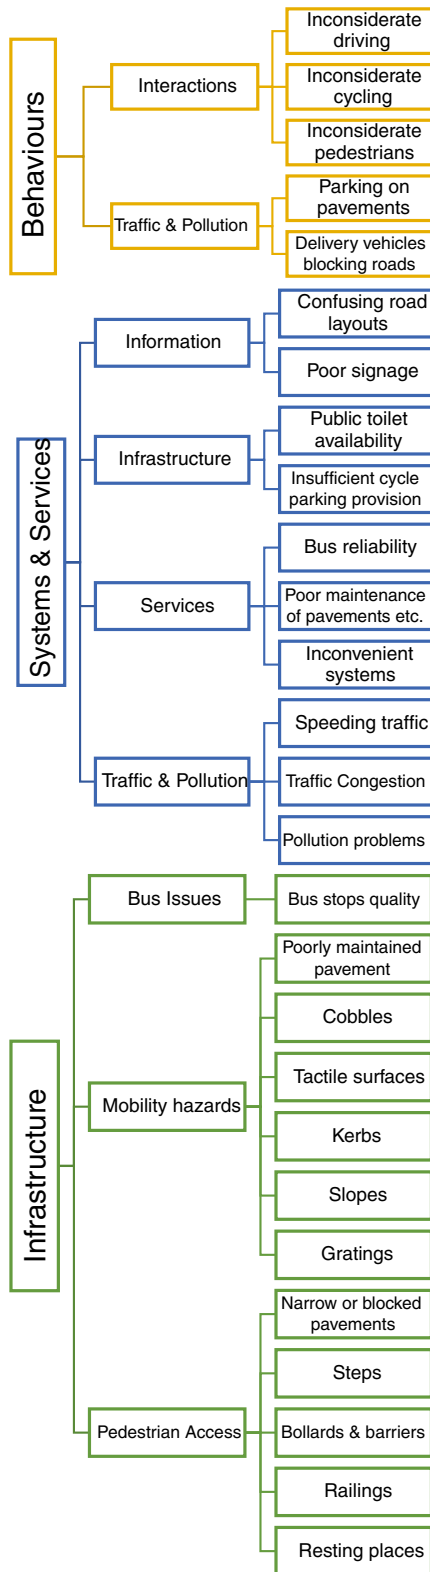 Behaviours
Interactions
Inconsiderate
driving
Inconsiderate
cycling
Inconsiderate
pedestrians
Traffic & Pollution
Parking on
pavements
Delivery vehicles
blocking roads
Systems & Services
Information
Confusing road
layouts
Poor signage
Infrastructure
Public toilet
availability
Insufficient cycle
parking provision
Services
Bus reliability
Poor maintenance
of pavements etc.
Inconvenient
systems
Traffic & Pollution
Speeding traffic
Traffic Congestion
Pollution problems
Infrastructure
Bus Issues
Bus stops quality
Mobility hazards
Poorly maintained
pavement
Cobbles
Tactile surfaces
Kerbs
Slopes
Gratings
Pedestrian Access
Narrow or blocked
pavements
Steps
Bollards & barriers
Railings
Resting places